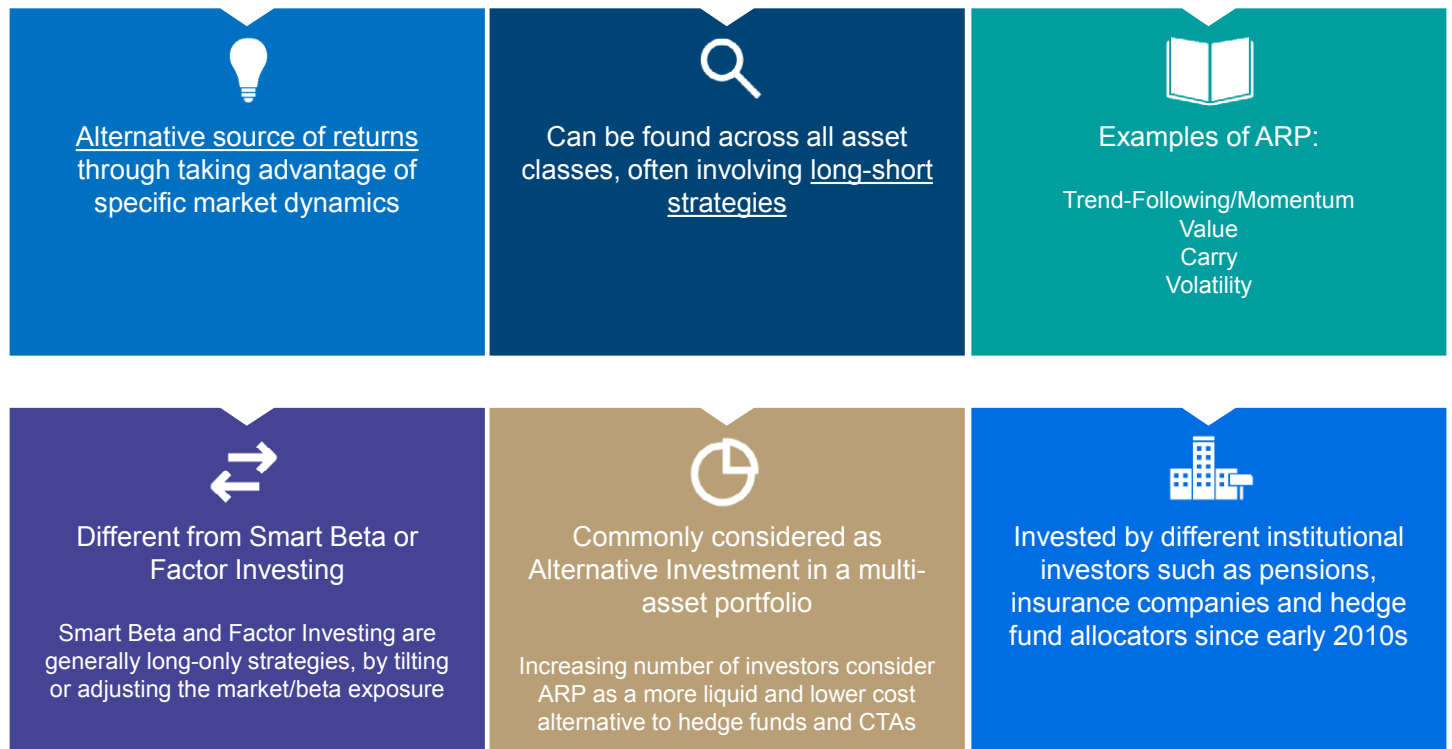 Alternative source of returns
through taking advantage of
specific market dynamics
Can be found across all asset
classes, often involving long-short
strategies
Examples of ARP:
Trend-Following/Momentum
Value
Carry
Volatility
Different from Smart Beta or
Factor Investing
Smart Beta and Factor Investing are
generally long-only strategies, by tilting
or adjusting the market/beta exposure
Commonly considered as
Alternative Investment in a multi-
asset portfolio
Increasing number of investors consider
ARP as a more liquid and lower cost
alternative to hedge funds and CTAs
Invested by different institutional
investors such as pensions,
insurance companies and hedge
fund allocators since early 2010s